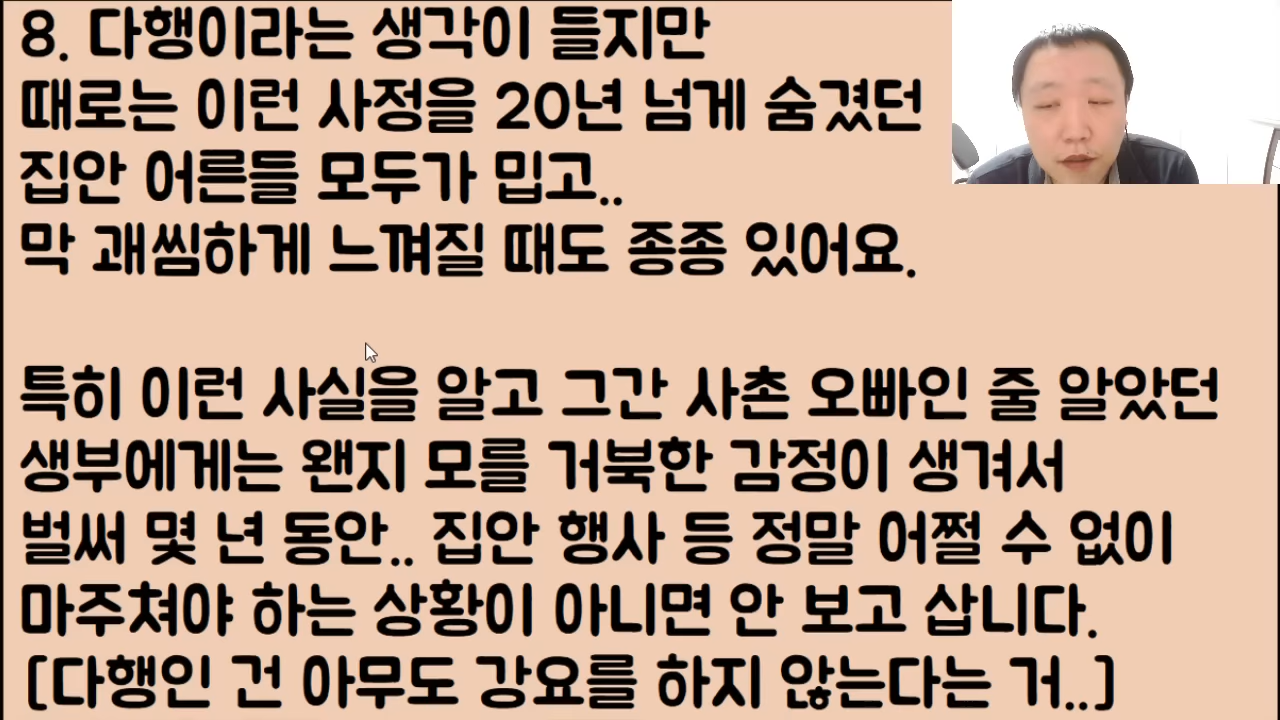 8. 다행이라는 생각이 들지만
때로는 이런 사정을 20년 넘게 숨겼던
집안 어른들 모두가 밉고..
막 괘씸하게 느껴질 때도 종종 있어요.
특히 이런 사실을 알고 그간 사촌 오빠인 줄 알았던
생부에게는 왠지 모를 거북한 감정이 생겨서
벌써 몇 년 동안.. 집안 행사 등 정말 어쩔 수 없이
마주쳐야 하는 상황이 아니면 안 보고 삽니다.
[다행인 건 아무도 강요를 하지 않는다는 거..]